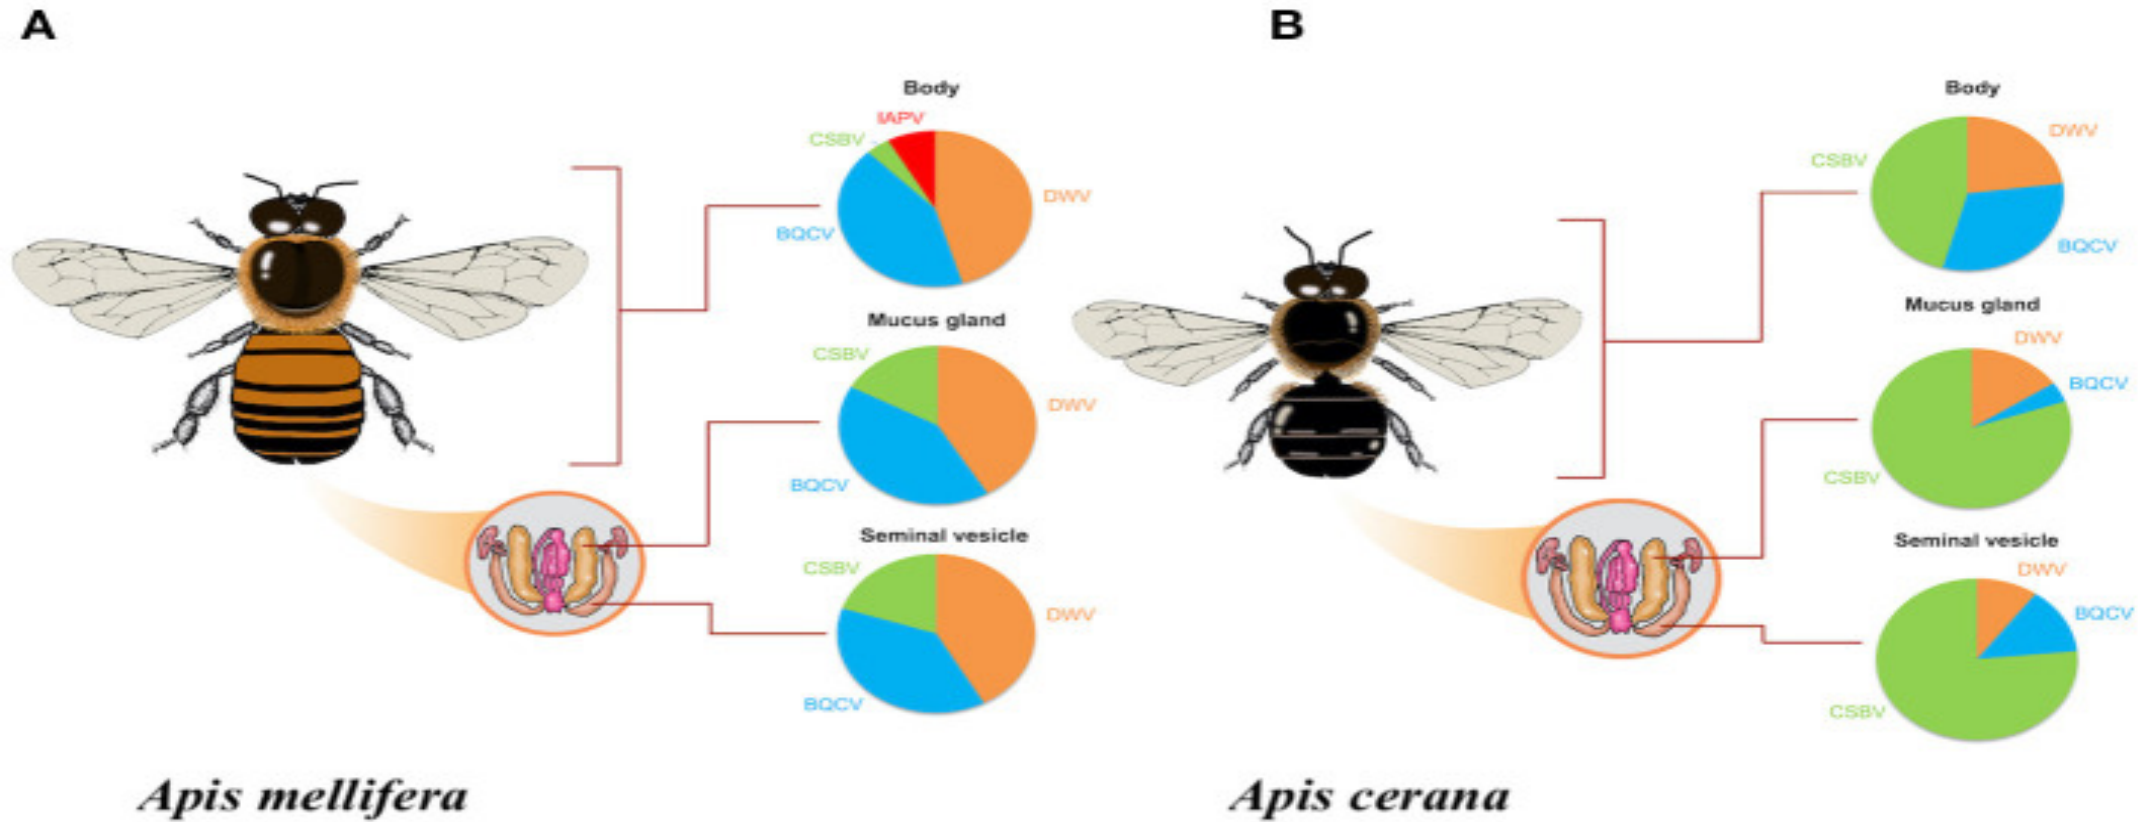 A
Body
IAPV
CSBV
DWV
BQCV
Mucus gland
CSBV
DWV
BQCV
Seminal vesicle
CSBV
DWV
BQCV
Apis mellifera
B
Body
DWV
CSBV
BQCV
Mucus gland
DWV
BQCV
CSBV
Seminal vesicle
DWV
BQCV
CSBV
Apis cerana